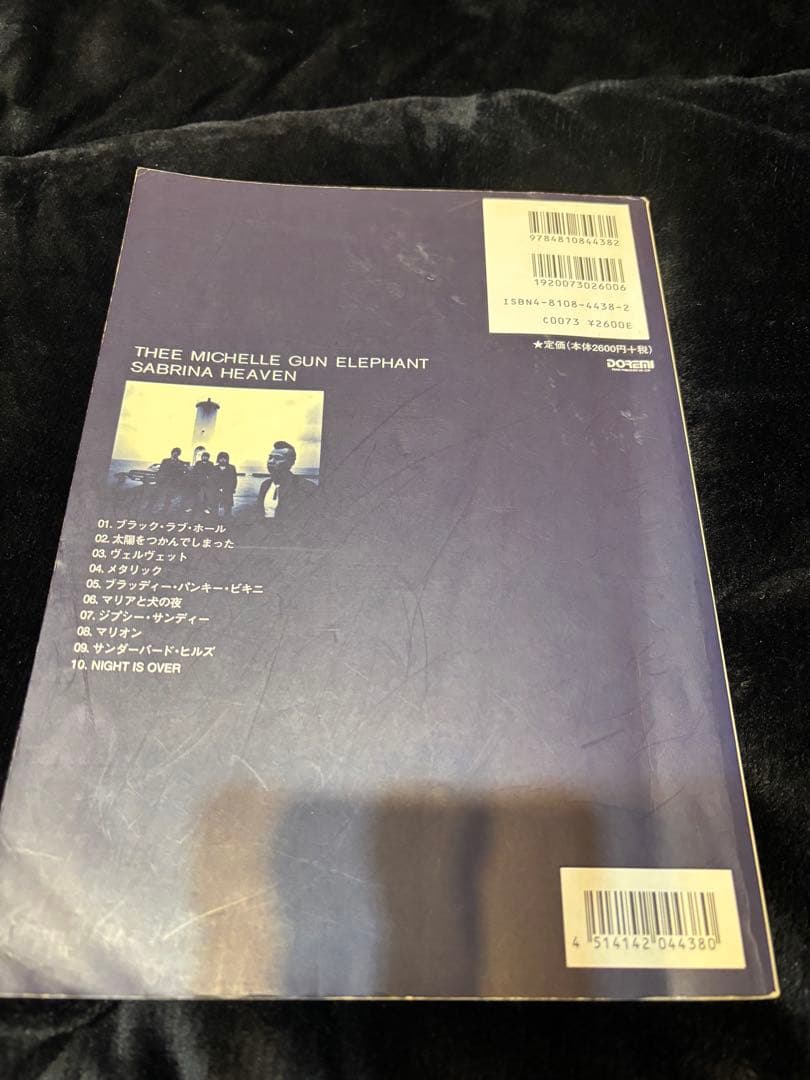 9784810844382
1920073026006
ISBN4-8108-4438-2
C0073 ¥2600E
★定価(本体2600円+税)
DOREMI
THEE MICHELLE GUN ELEPHANT
SABRINA HEAVEN
01. ブラック・ラブ・ホール
02. 太陽をつかんでしまった
03. ヴェルヴェット
04. メタリック
05. ブラッディー・パンキー・ビキニ
06. マリアと犬の夜
07. ジプシー・サンディー
08. マリオン
09. サンダーバード・ヒルズ
10. NIGHT IS OVER
4 514142 044380